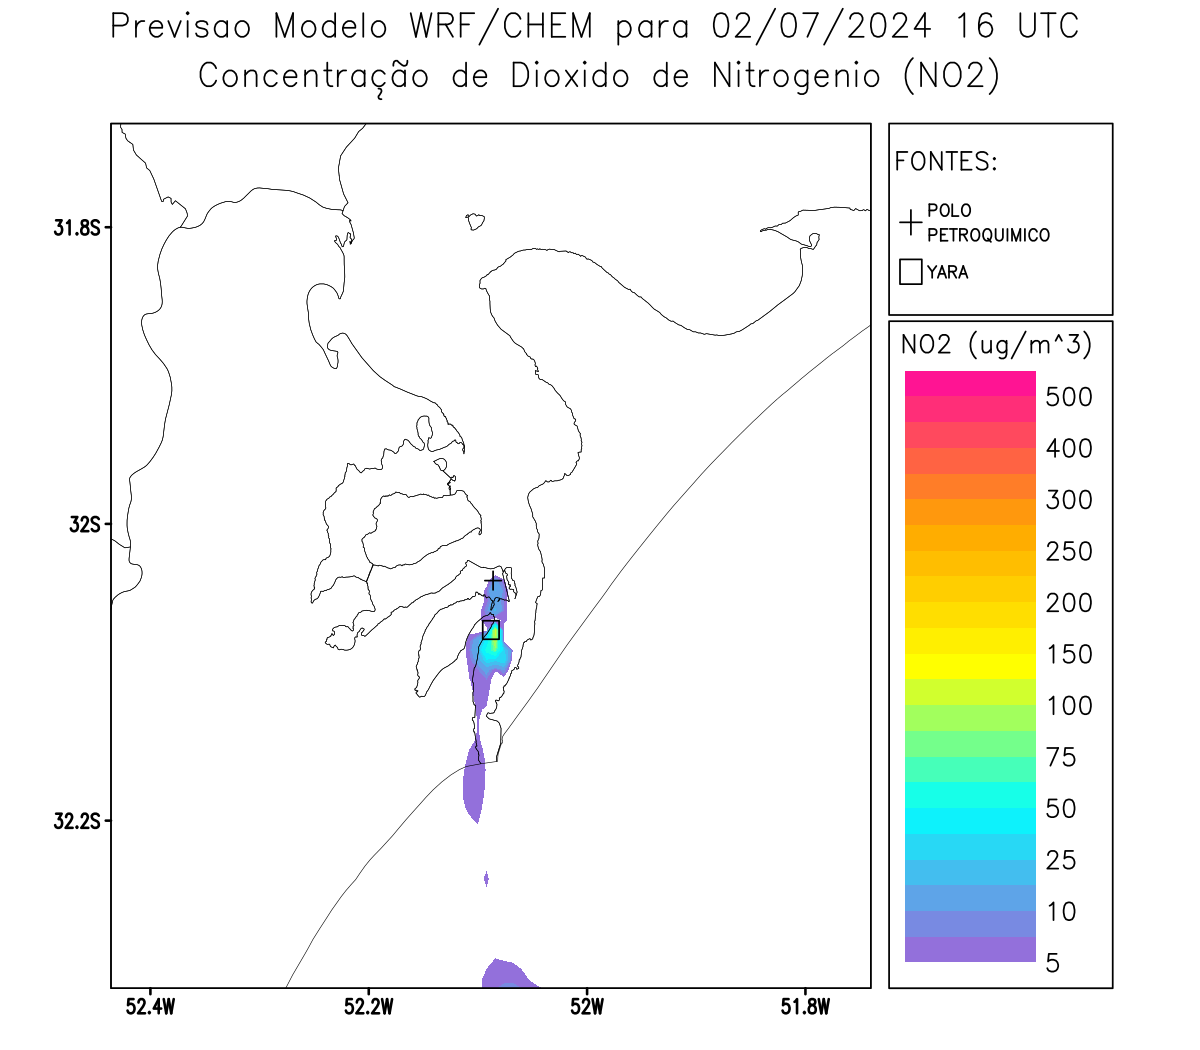 Previsao Modelo WRF/CHEM para 02/07/2024 16 UTC
Concentração de Dioxido de Nitrogenio (NO2)
FONTES:
POLO
PETROQUIMICO
YARA
NO2 (ug/m^3)
500
400
300
250
200
150
100
75
50
25
10
5
31.8S
32S
32.2S
52.4W
52.2W
52W
51.8W